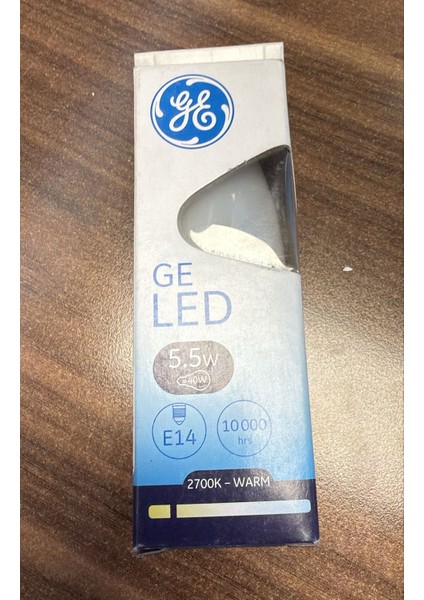 GE
GE
LED
5.5W
=40W
E14
10 000
hrs
2700K – WARM